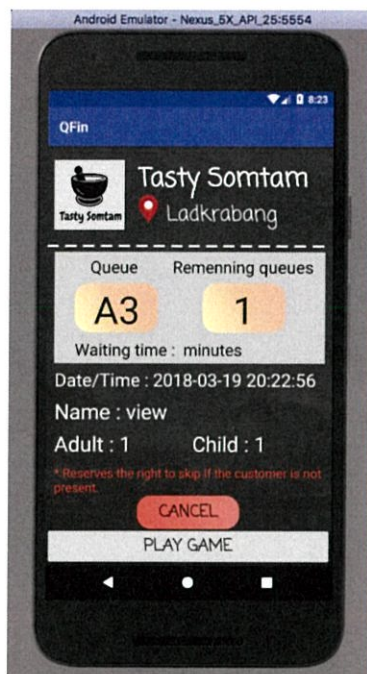 Android Emulator - Nexus_5X_API_25:5554
8:23
QFin
Tasty Somtam
Tasty Somtam
Ladkrabang
Queue Remenning queues
A3 1
Waiting time : minutes
Date/Time : 2018-03-19 20:22:56
Name : view
Adult : 1 Child : 1
* Reserves the right to skip if the customer is not
present.
CANCEL
PLAY GAME